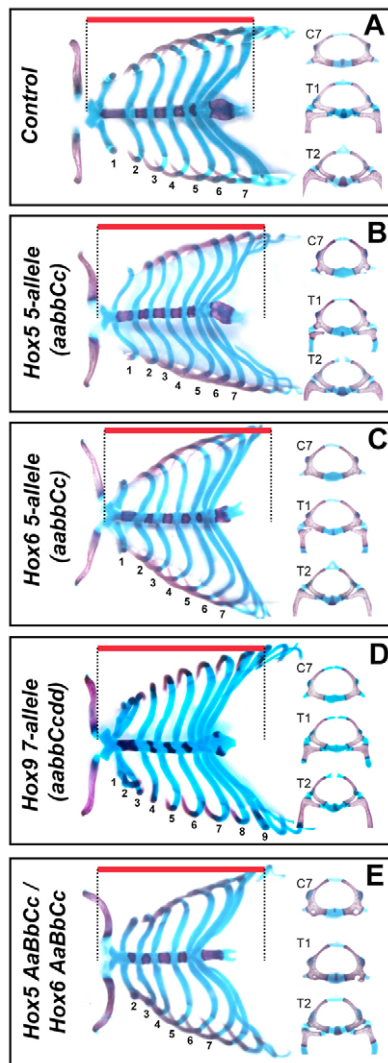 A
Control
C7
T1
T2
1 2 3 4 5 6 7
B
Hox5 5-allele
(aabbCc)
C7
T1
T2
1 2 3 4 5 6 7
C
Hox6 5-allele
(aabbCc)
C7
T1
T2
1 2 3 4 5 6 7
D
Hox9 7-allele
(aabbCcdd)
C7
T1
T2
1 2 3 4 5 6 7 8 9
E
Hox5 AaBbCc /
Hox6 AaBbCc
C7
T1
T2
2 3 4 5 6 7